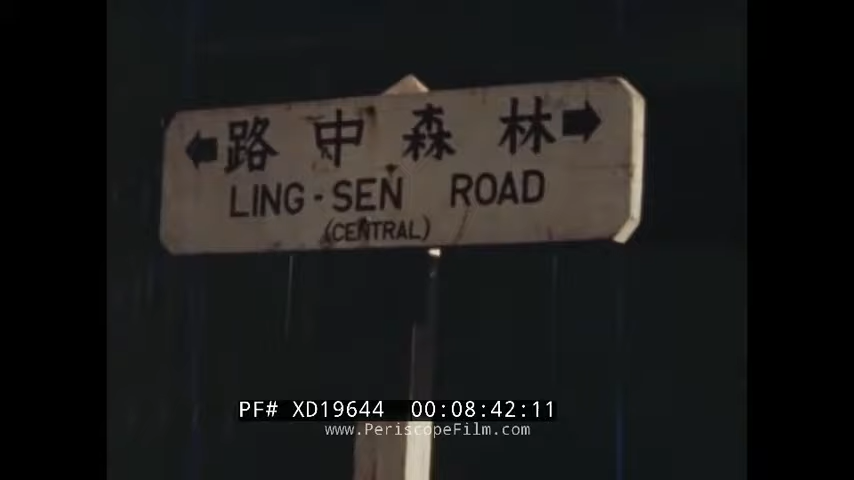 路中森林
LING-SEN ROAD
(CENTRAL)
PF# XD19644 00:08:42:11
www.PeriscopeFilm.com